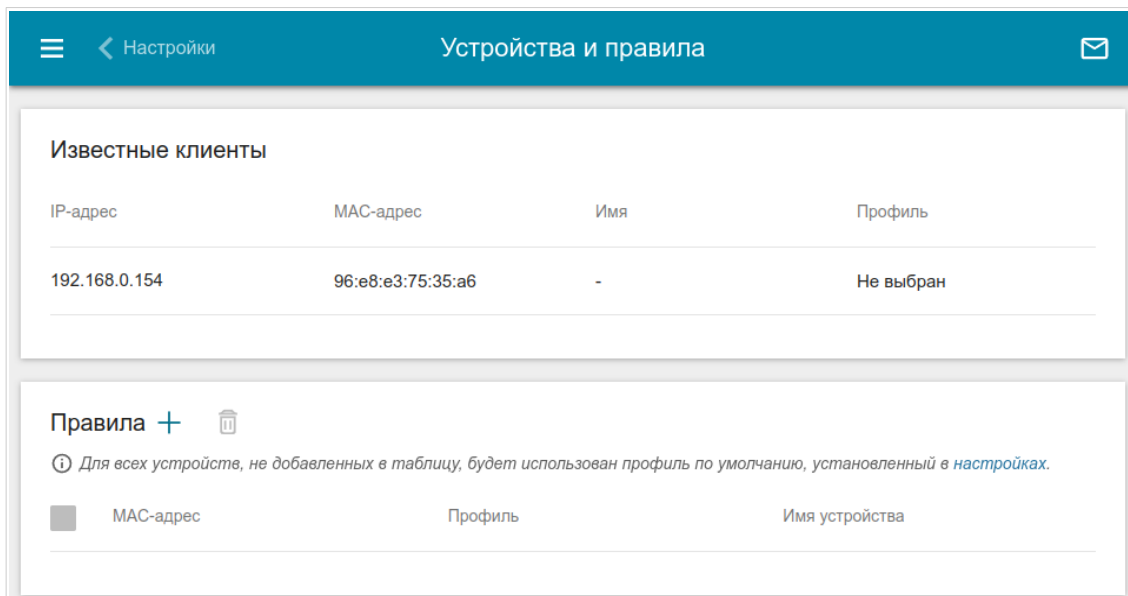 Настройки Устройства и правила
Известные клиенты
IP-адрес MAC-адрес Имя Профиль
192.168.0.154 96:e8:e3:75:35:a6 - Не выбран
Правила
Для всех устройств, не добавленных в таблицу, будет использован профиль по умолчанию, установленный в настройках.
MAC-адрес Профиль Имя устройства